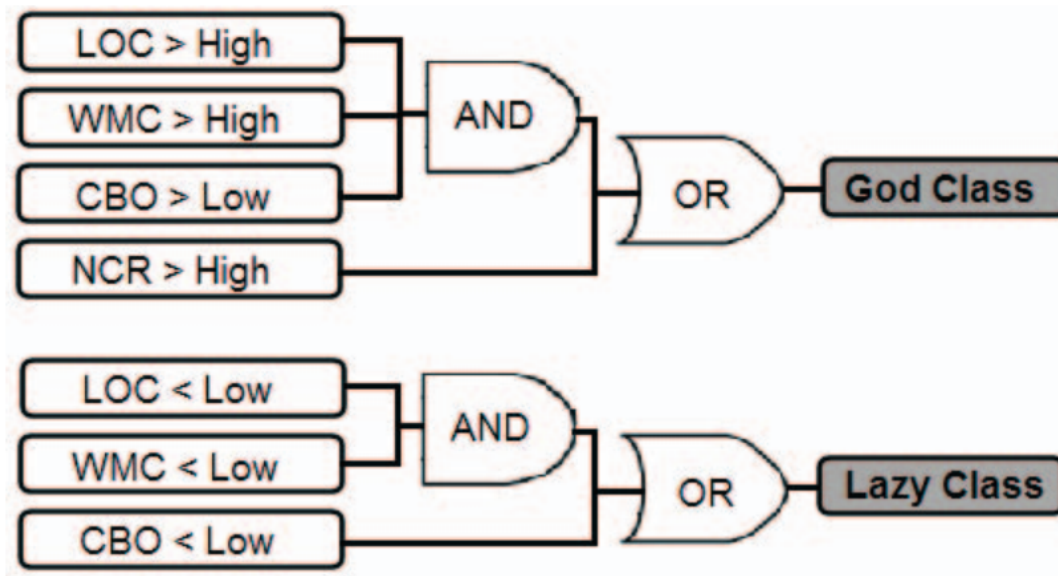 LOC > High
WMC > High
CBO > Low
NCR > High
AND
OR
God Class
LOC < Low
WMC < Low
CBO < Low
AND
OR
Lazy Class